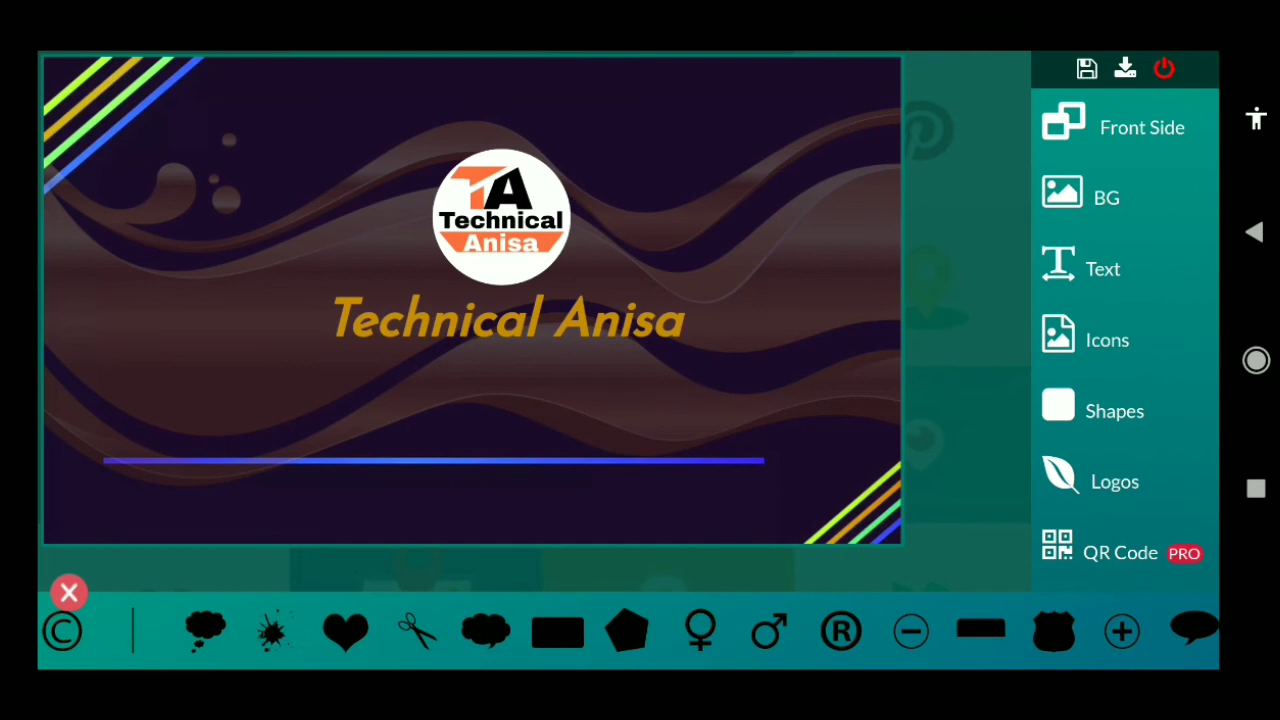 Front Side
BG
TA
Technical
Anisa
Technical Anisa
Text
Icons
Shapes
Logos
QR Code PRO
© ®